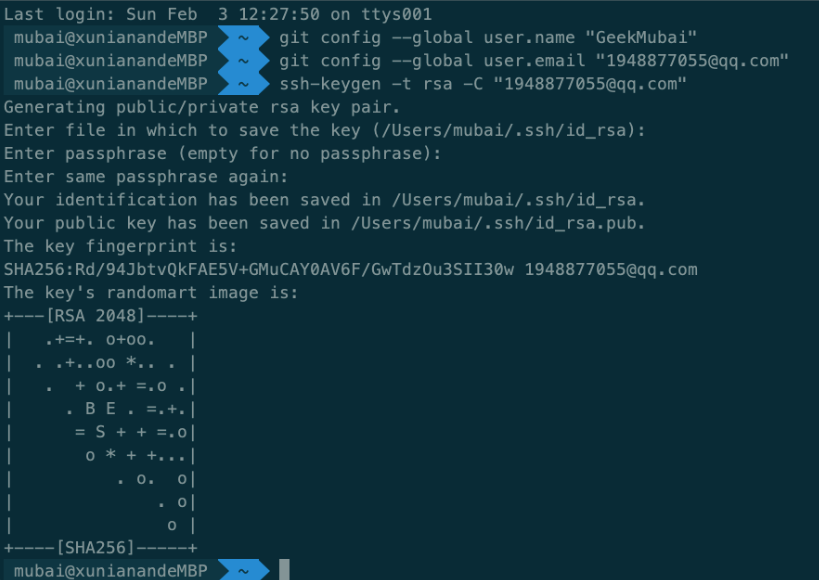 Last login: Sun Feb  3 12:27:50 on ttys001
mubai@xunianandeMBP  ~  git config --global user.name "GeekMubai"
mubai@xunianandeMBP  ~  git config --global user.email "1948877055@qq.com"
mubai@xunianandeMBP  ~  ssh-keygen -t rsa -C "1948877055@qq.com"
Generating public/private rsa key pair.
Enter file in which to save the key (/Users/mubai/.ssh/id_rsa):
Enter passphrase (empty for no passphrase):
Enter same passphrase again:
Your identification has been saved in /Users/mubai/.ssh/id_rsa.
Your public key has been saved in /Users/mubai/.ssh/id_rsa.pub.
The key fingerprint is:
SHA256:Rd/94JbtvQkFAE5V+GMuCAY0AV6F/GwTdzOu3SII30w 1948877055@qq.com
The key's randomart image is:
+---[RSA 2048]----+
|   .+=+. o+oo.   |
|  . .+..oo *.. . |
|   .  + o.+ =.o .|
|     . B E . =.+.|
|      = S + + =.o|
|       o * + +...|
|          . o.  o|
|              . o|
|               o |
+----[SHA256]-----+
mubai@xunianandeMBP  ~